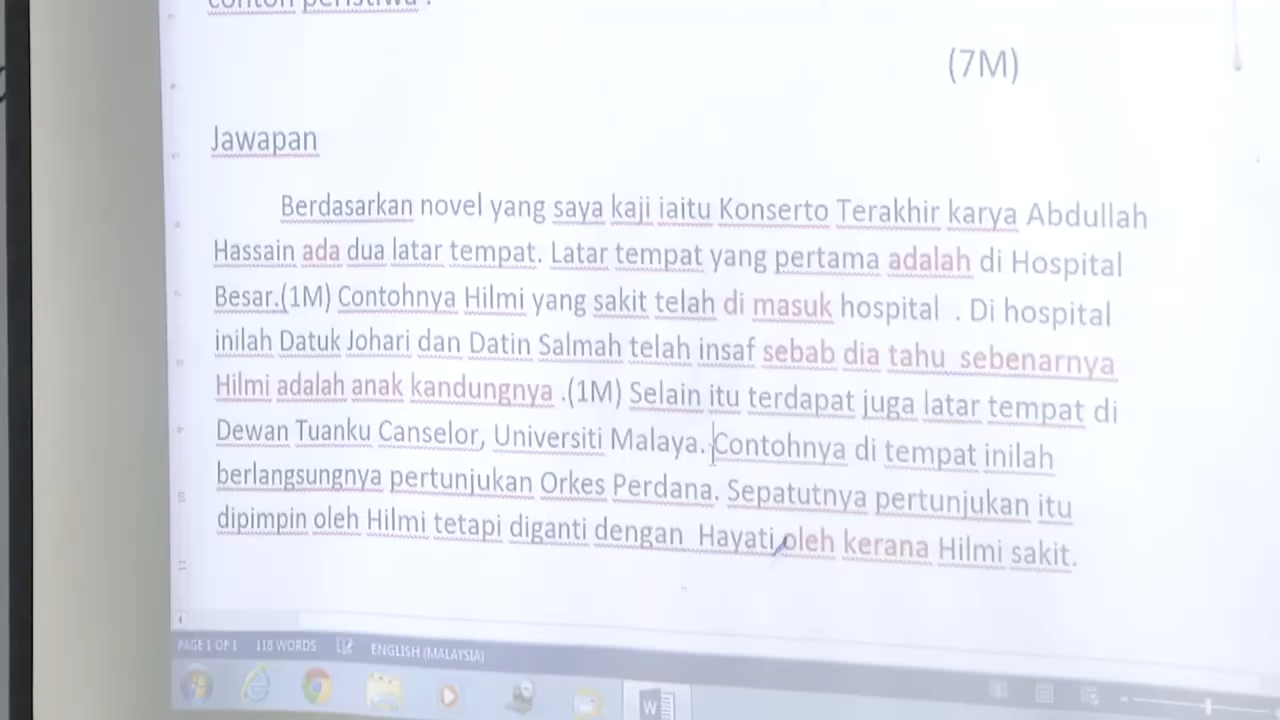 contoh peristiwa .
(7M)
Jawapan
Berdasarkan novel yang saya kaji iaitu Konserto Terakhir karya Abdullah
Hassain ada dua latar tempat. Latar tempat yang pertama adalah di Hospital
Besar.(1M) Contohnya Hilmi yang sakit telah di masuk hospital . Di hospital
inilah Datuk Johari dan Datin Salmah telah insaf sebab dia tahu sebenarnya
Hilmi adalah anak kandungnya .(1M) Selain itu terdapat juga latar tempat di
Dewan Tuanku Canselor, Universiti Malaya. Contohnya di tempat inilah
berlangsungnya pertunjukan Orkes Perdana. Sepatutnya pertunjukan itu
dipimpin oleh Hilmi tetapi diganti dengan Hayati oleh kerana Hilmi sakit.
PAGE 1 OF 1 118 WORDS ENGLISH (MALAYSIA)